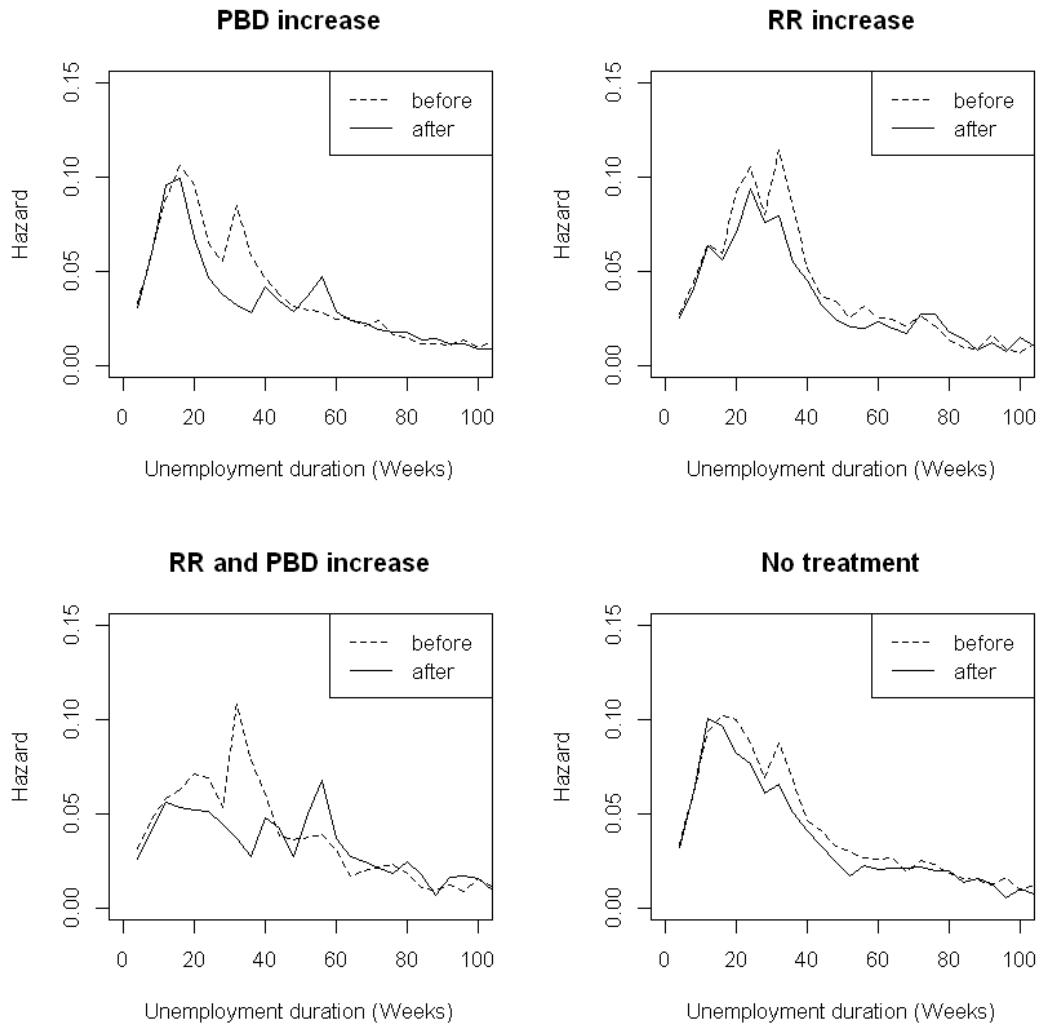 PBD increase
before
after
Hazard
0.00 0.05 0.10 0.15
0 20 40 60 80 100
Unemployment duration (Weeks)
RR increase
before
after
Hazard
0.00 0.05 0.10 0.15
0 20 40 60 80 100
Unemployment duration (Weeks)
RR and PBD increase
before
after
Hazard
0.00 0.05 0.10 0.15
0 20 40 60 80 100
Unemployment duration (Weeks)
No treatment
before
after
Hazard
0.00 0.05 0.10 0.15
0 20 40 60 80 100
Unemployment duration (Weeks)